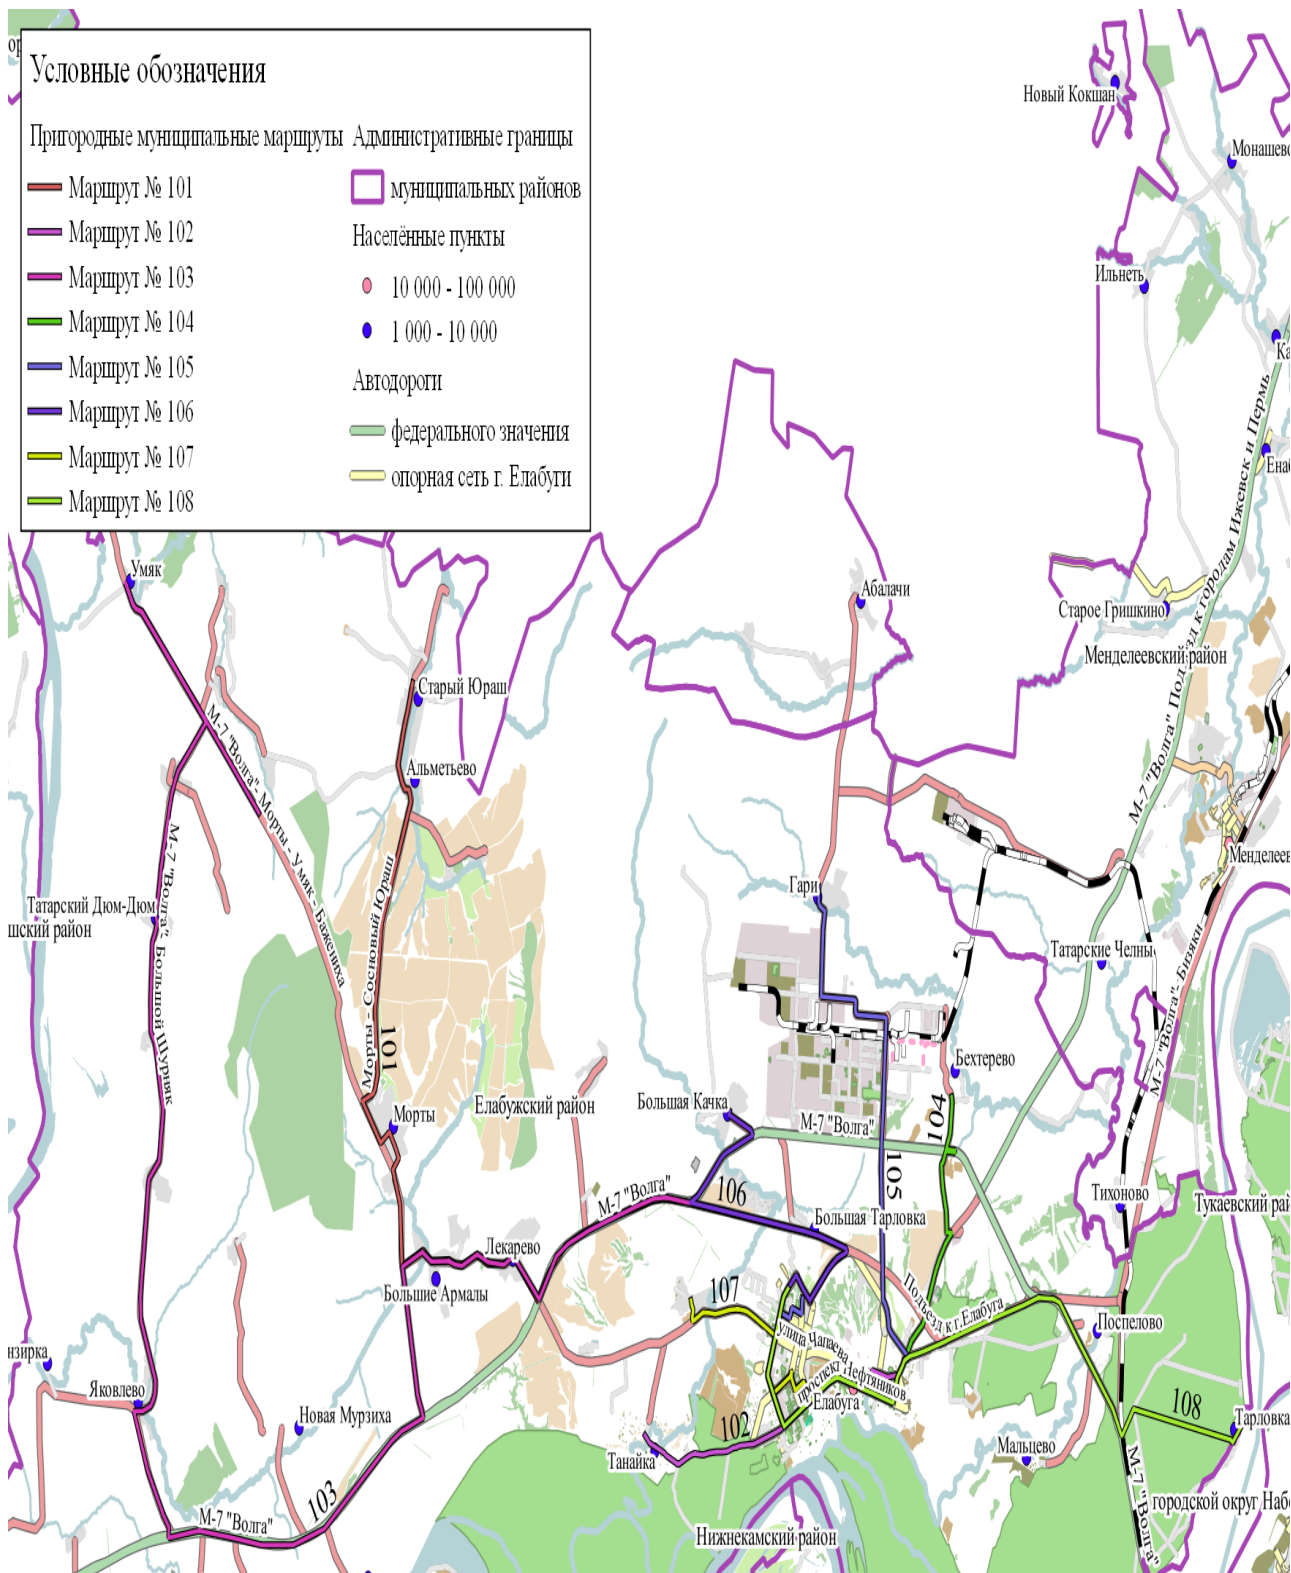 Условные обозначения
Пригородные муниципальные маршруты
Маршрут № 101
Маршрут № 102
Маршрут № 103
Маршрут № 104
Маршрут № 105
Маршрут № 106
Маршрут № 107
Маршрут № 108
Административные границы
муниципальных районов
Населённые пункты
10 000 - 100 000
1 000 - 10 000
Автодороги
федерального значения
опорная сеть г. Елабуги
Новый Кокшан
Монашево
Ильнеть
Ка
Енаб
М-7 "Волга" Подъезд к городам Ижевск и Пермь
Умяк
Абалачи
Старое Гришкино
Менделеевский район
Старый Юраш
М-7 "Волга"- Морты - Умяк - Бажениха
Альметьево
Менделеев
М-7 "Волга", Большой Шурняк
Морты - Сосновый Юраш
Гари
Татарский Дюм-Дюм
шский район
Татарские Челны
М-7 "Волга"- Бизяки
101
Бехтерево
Морты
Елабужский район
Большая Качка
М-7 "Волга"
104
105
М-7 "Волга"
106
Тихоново
Тукаевский рай
Большая Тарловка
Лекарево
Большие Армалы
107
Подъезд к г.Елабуга
Поспелово
улица Чапаева
нзирка
проспект Нефтяников
Яковлево
Елабуга
108
Новая Мурзиха
Тарловка
102
Танайка
Мальцево
М-7 "Волга"
103
М-7 "Волга"
городской округ Набе
Нижнекамский район